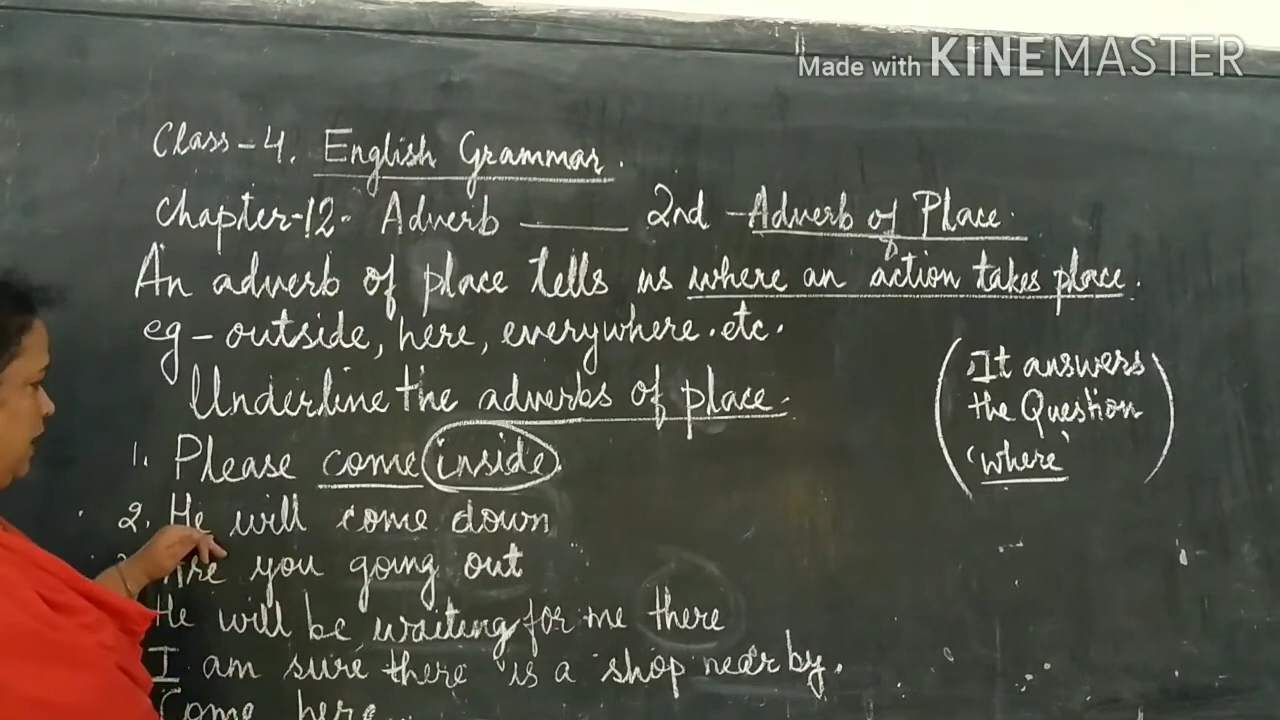 Made with KINEMASTER
Class-4. English Grammar.
Chapter-12- Adverb —— 2nd - Adverb of Place.
An adverb of place tells us where an action takes place.
eg - outside, here, everywhere. etc.
Underline the adverbs of place.
(It answers
the Question
'where')
1. Please come inside.
2. He will come down
Are you going out
He will be waiting for me there
I am sure there is a shop near by.
Come here.